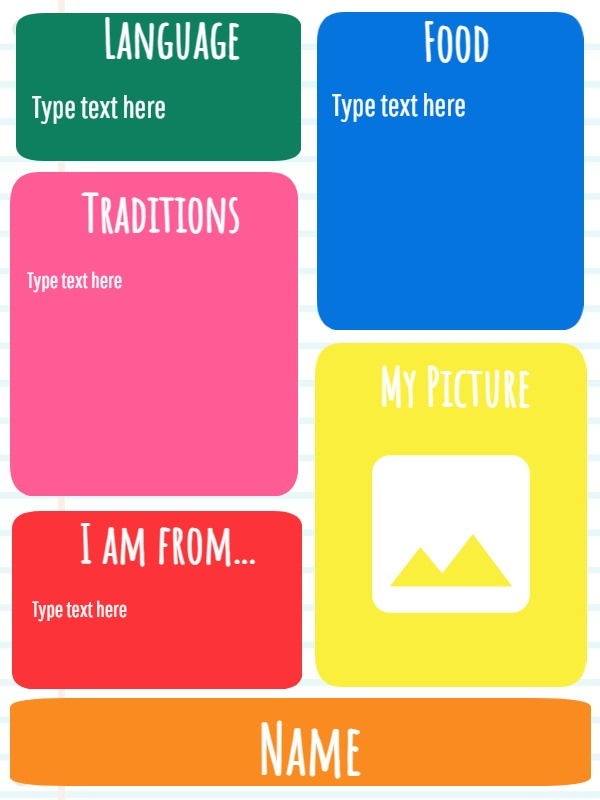 Language
Type text here
Food
Type text here
Traditions
Type text here
My Picture
I am from...
Type text here
Name